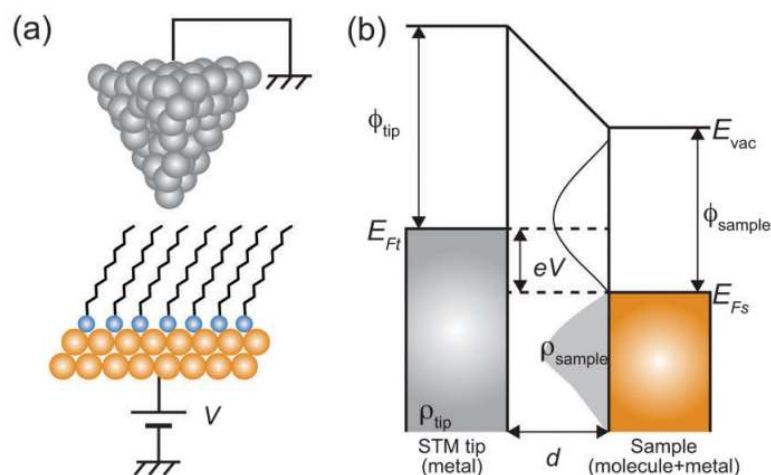 (a)
V
(b)
ϕtip
Evac
ϕsample
EFt
eV
EFs
ρsample
ρtip
STM tip
(metal)
d
Sample
(molecule+metal)